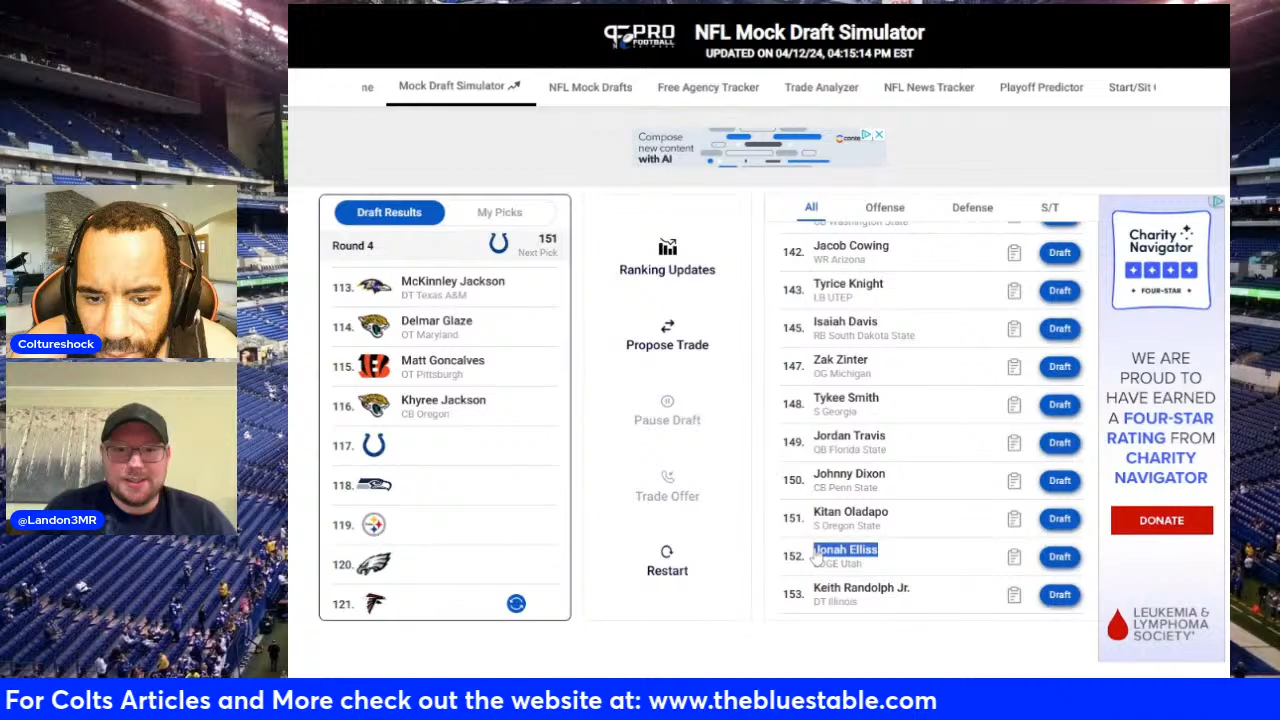 PRO
FOOTBALL
NFL Mock Draft Simulator
UPDATED ON 04/12/24, 04:15:14 PM EST
ne
Mock Draft Simulator
NFL Mock Drafts
Free Agency Tracker
Trade Analyzer
NFL News Tracker
Playoff Predictor
Start/Sit
Compose
new content
with AI
Draft Results
My Picks
Round 4
151
Next Pick
113.
McKinnley Jackson
DT Texas A&M
114.
Delmar Glaze
OT Maryland
115.
Matt Goncalves
OT Pittsburgh
116.
Khyree Jackson
CB Oregon
117.
118.
119.
120.
121.
Ranking Updates
Propose Trade
Pause Draft
Trade Offer
Restart
All
Offense
Defense
S/T
142.
Jacob Cowing
WR Arizona
Draft
143.
Tyrice Knight
LB UTEP
Draft
145.
Isaiah Davis
RB South Dakota State
Draft
147.
Zak Zinter
OG Michigan
Draft
148.
Tykee Smith
S Georgia
Draft
149.
Jordan Travis
QB Florida State
Draft
150.
Johnny Dixon
CB Penn State
Draft
151.
Kitan Oladapo
S Oregon State
Draft
152.
Jonah Elliss
EDGE Utah
Draft
153.
Keith Randolph Jr.
DT Illinois
Draft
Charity
Navigator
FOUR-STAR
WE ARE
PROUD TO
HAVE EARNED
A FOUR-STAR
RATING FROM
CHARITY
NAVIGATOR
DONATE
LEUKEMIA &
LYMPHOMA
SOCIETY
Coltureshock
@Landon3MR
For Colts Articles and More check out the website at: www.thebluestable.com